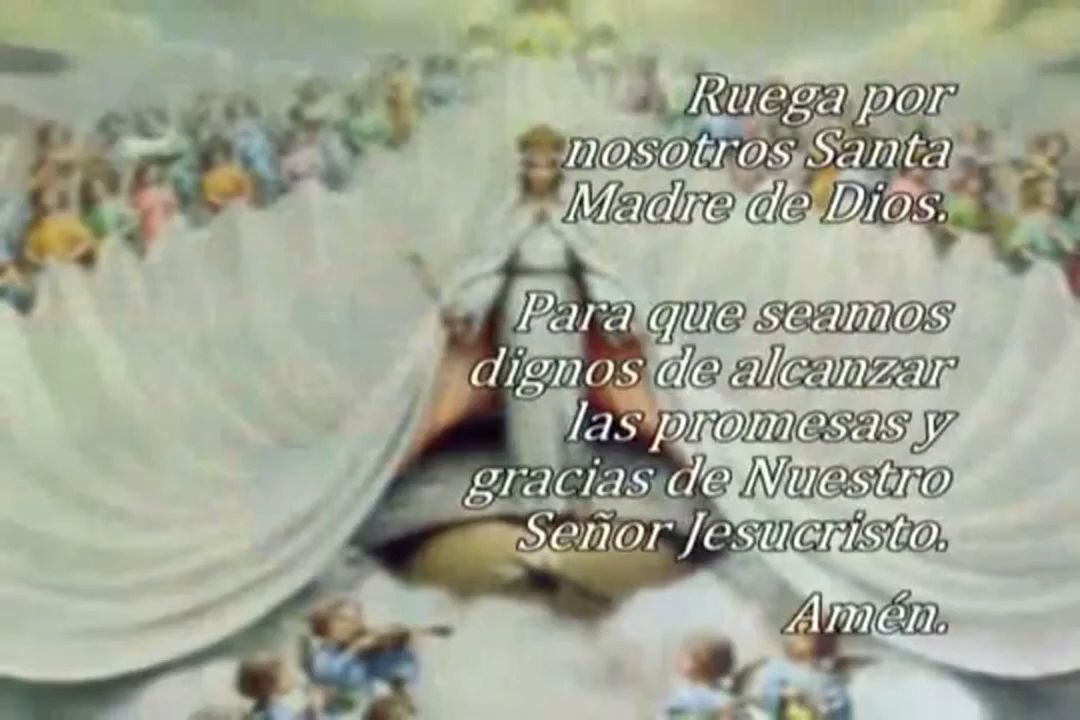 Ruega por
nosotros Santa
Madre de Dios.
Para que seamos
dignos de alcanzar
las promesas y
gracias de Nuestro
Señor Jesucristo.
Amén.